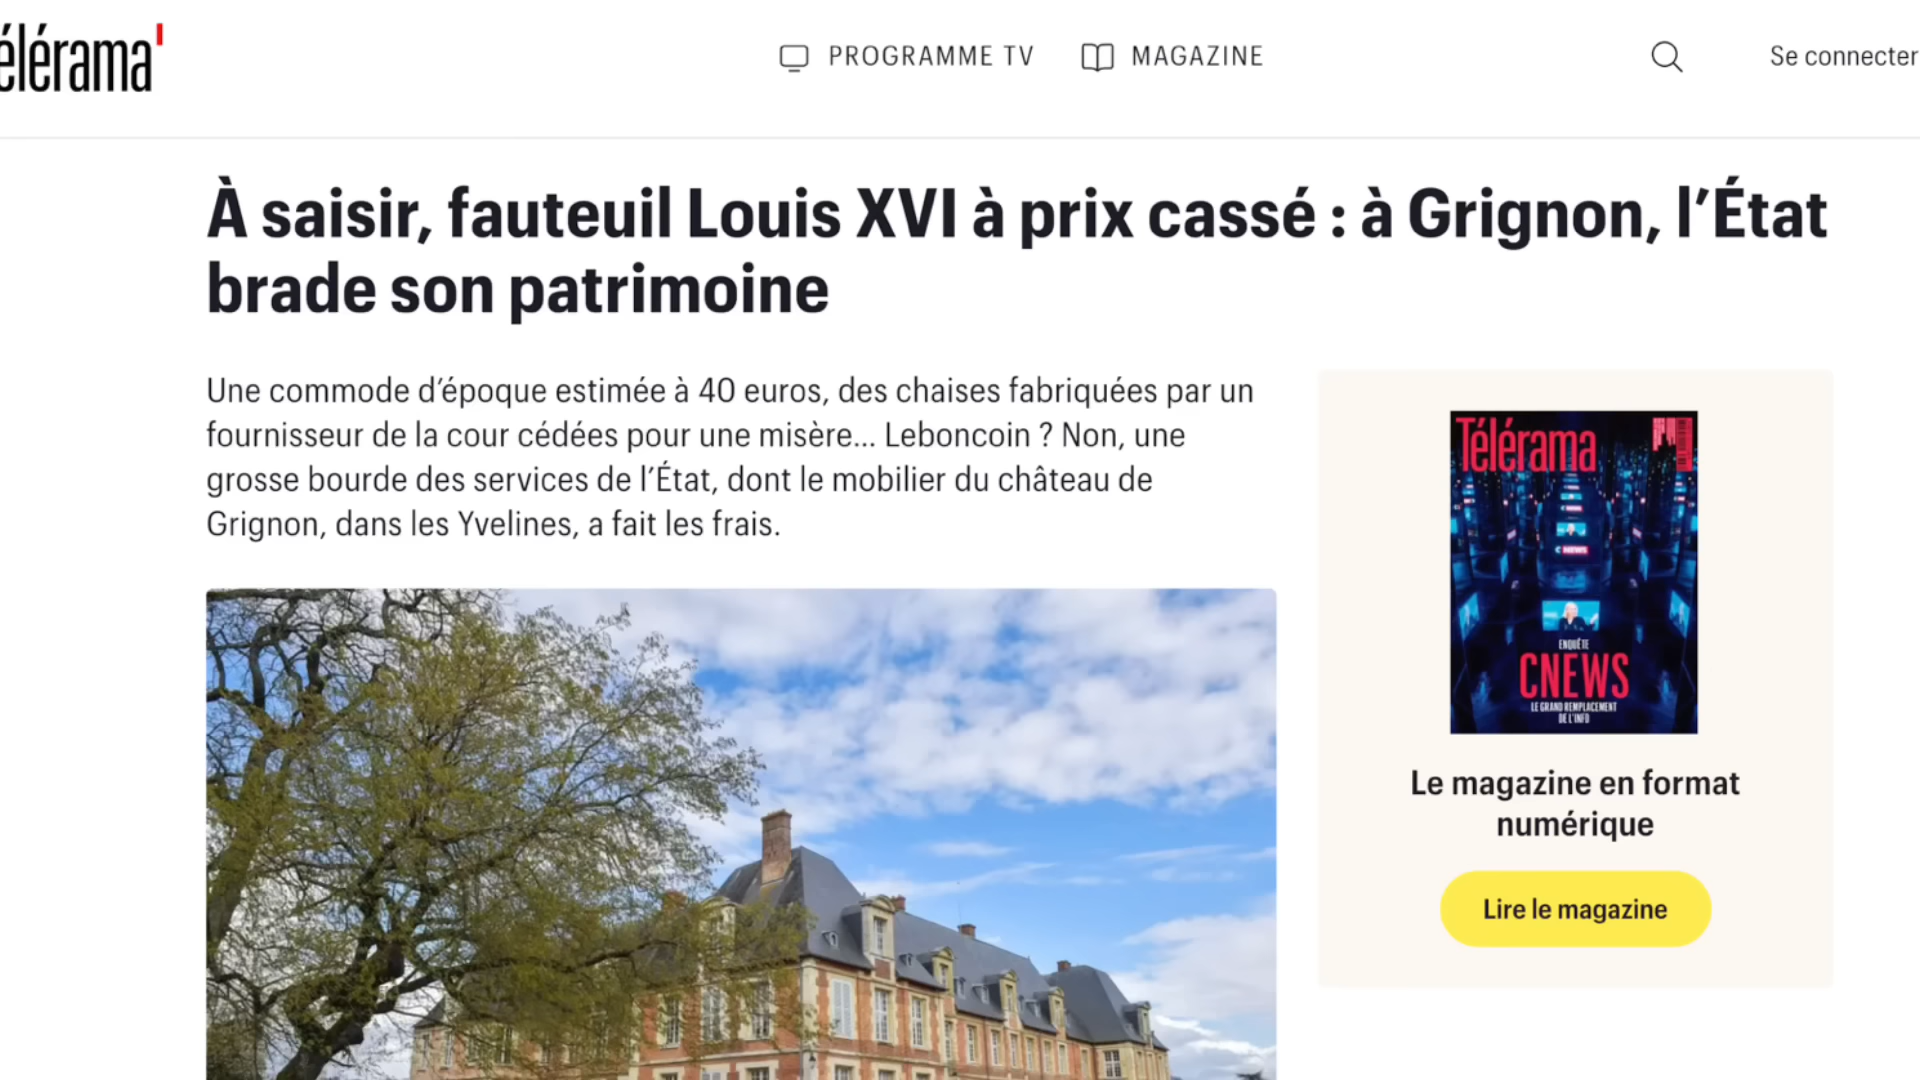 élérama'
PROGRAMME TV
MAGAZINE
Se connecter
À saisir, fauteuil Louis XVI à prix cassé : à Grignon, l’État
brade son patrimoine
Une commode d’époque estimée à 40 euros, des chaises fabriquées par un
fournisseur de la cour cédées pour une misère... Leboncoin ? Non, une
grosse bourde des services de l’État, dont le mobilier du château de
Grignon, dans les Yvelines, a fait les frais.
Télérama
CNEWS
ENQUÊTE
CNEWS
LE GRAND REMPLACEMENT
DE L'INFO
Le magazine en format
numérique
Lire le magazine